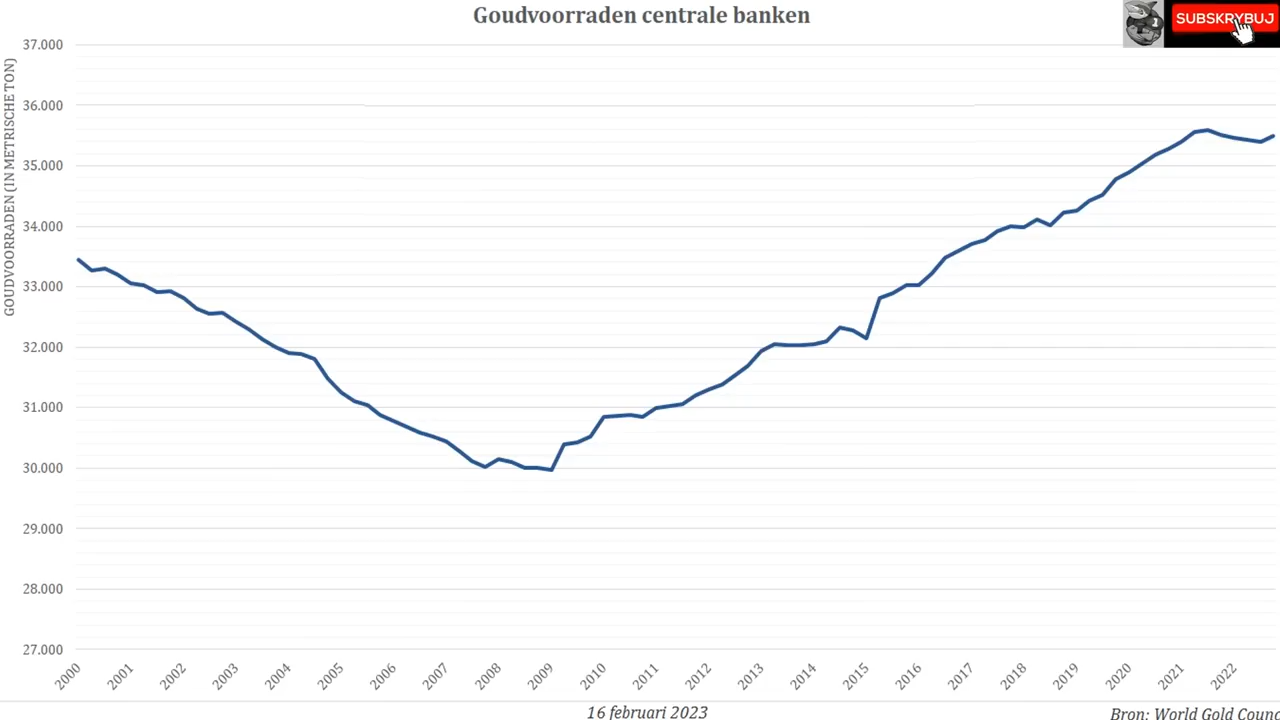 Goudvoorraden centrale banken
1
SUBSKRYBUJ
GOUDVOORRADEN (IN METRISCHE TON)
37.000
36.000
35.000
34.000
33.000
32.000
31.000
30.000
29.000
28.000
27.000
2000 2001 2002 2003 2004 2005 2006 2007 2008 2009 2010 2011 2012 2013 2014 2015 2016 2017 2018 2019 2020 2021 2022
16 februari 2023
Bron: World Gold Counc